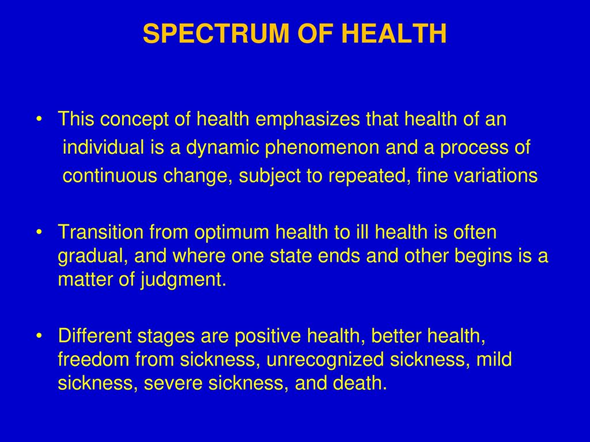 SPECTRUM OF HEALTH
• This concept of health emphasizes that health of an
individual is a dynamic phenomenon and a process of
continuous change, subject to repeated, fine variations
• Transition from optimum health to ill health is often
gradual, and where one state ends and other begins is a
matter of judgment.
• Different stages are positive health, better health,
freedom from sickness, unrecognized sickness, mild
sickness, severe sickness, and death.